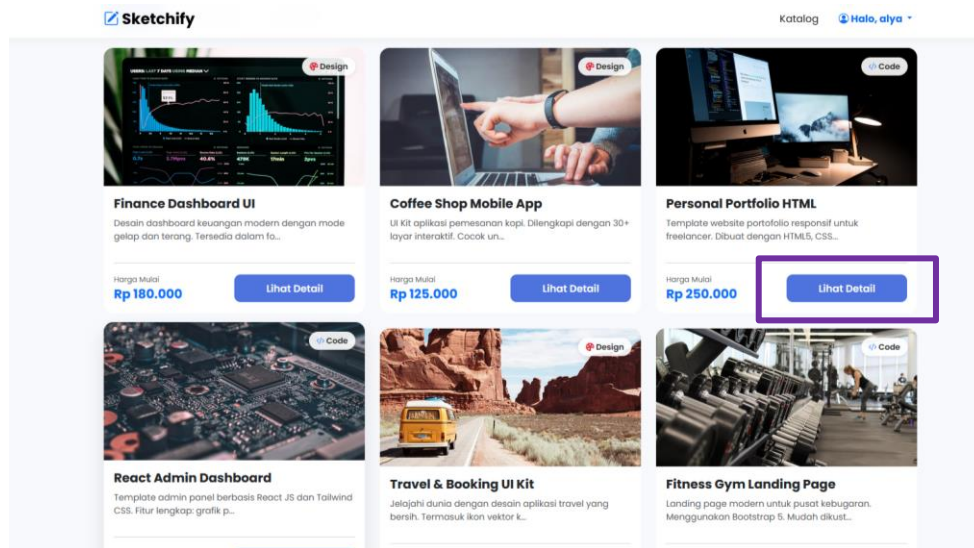 Sketchify
Katalog
Halo, alya
Design
Finance Dashboard UI
Desain dashboard keuangan modern dengan mode
gelap dan terang. Tersedia dalam fo...
Harga Mulai
Rp 180.000
Lihat Detail
Design
Coffee Shop Mobile App
UI Kit aplikasi pemesanan kopi. Dilengkapi dengan 30+
layar interaktif. Cocok un...
Harga Mulai
Rp 125.000
Lihat Detail
Code
Personal Portfolio HTML
Template website portofolio responsif untuk
freelancer. Dibuat dengan HTML5, CSS...
Harga Mulai
Rp 250.000
Lihat Detail
Code
React Admin Dashboard
Template admin panel berbasis React JS dan Tailwind
CSS. Fitur lengkap: grafik p...
Design
Travel & Booking UI Kit
Jelajahi dunia dengan desain aplikasi travel yang
bersih. Termasuk ikon vektor k...
Code
Fitness Gym Landing Page
Landing page modern untuk pusat kebugaran.
Menggunakan Bootstrap 5. Mudah dikust...